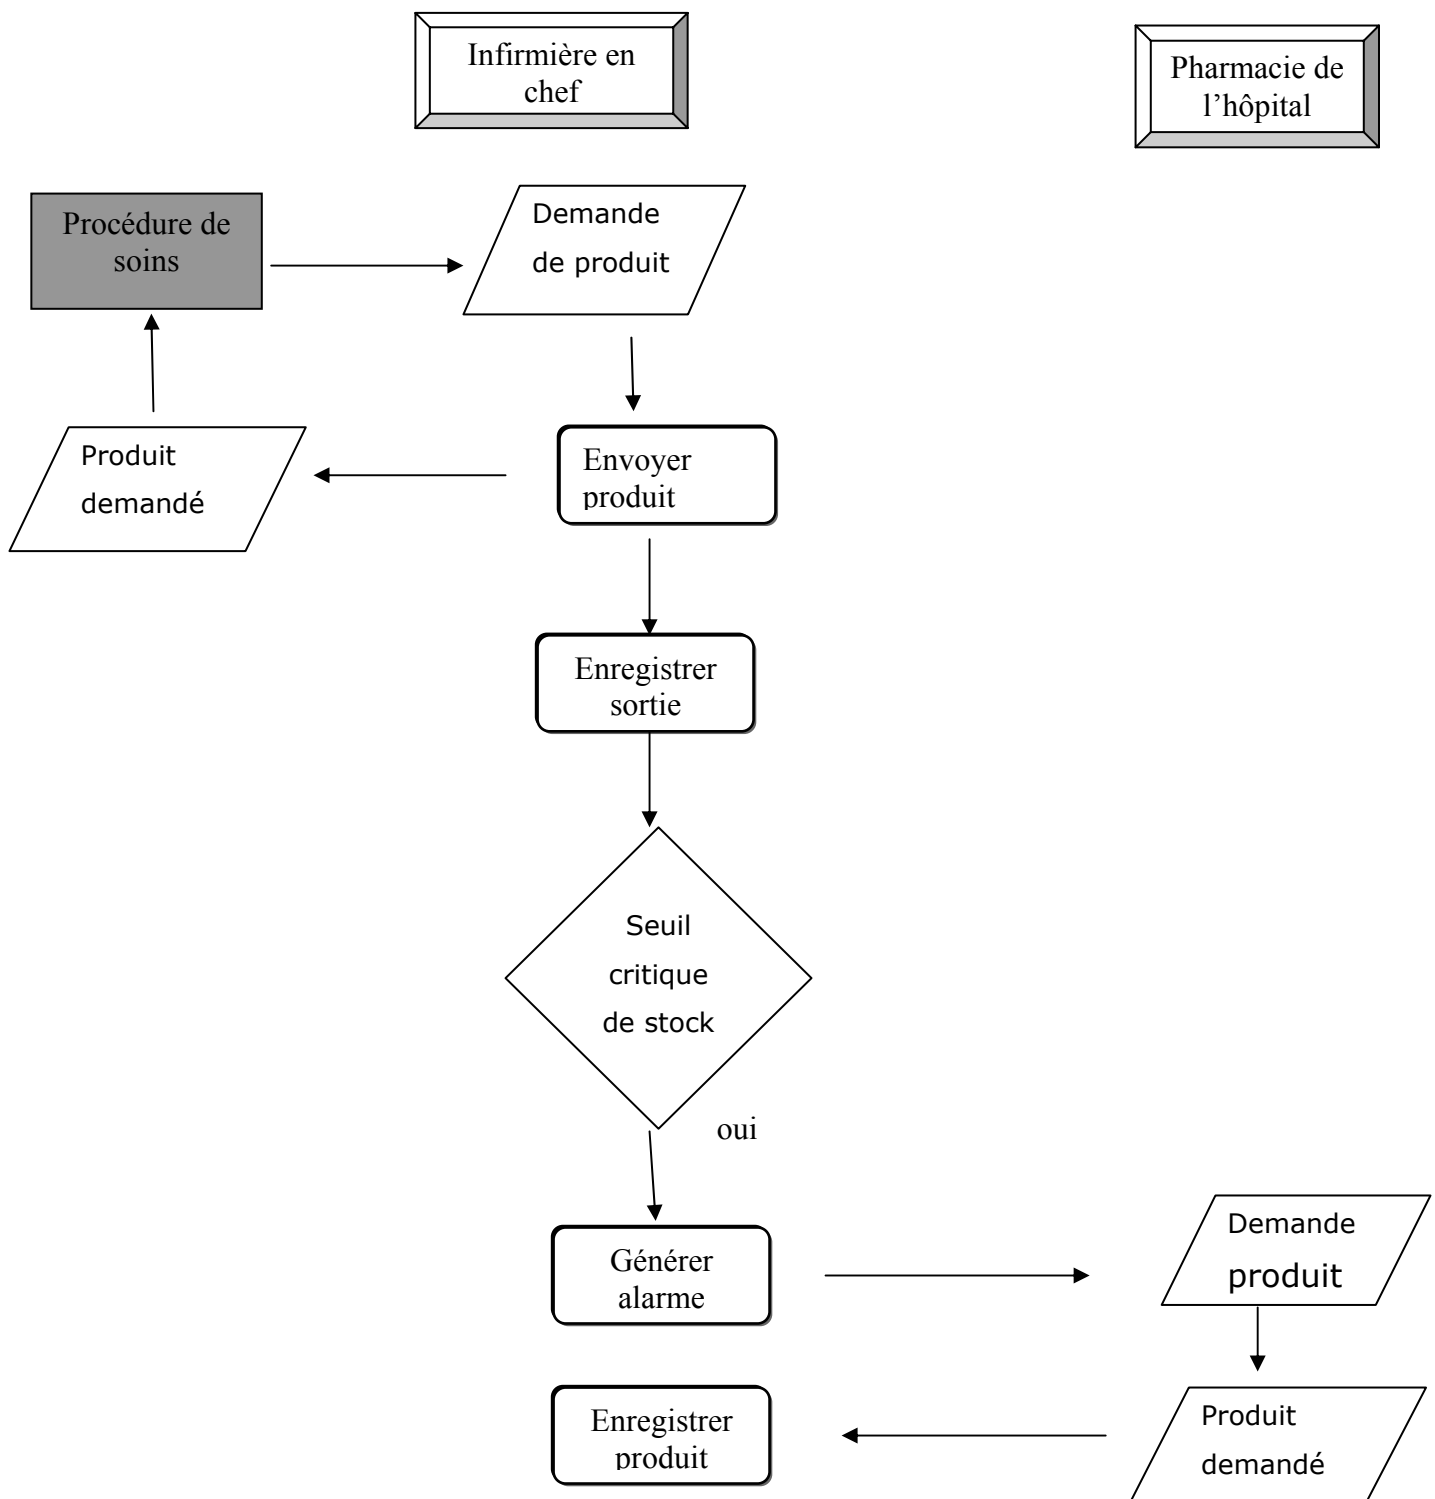 Infirmière en
chef
Pharmacie de
l’hôpital
Procédure de
soins
Demande
de produit
Produit
demandé
Envoyer
produit
Enregistrer
sortie
Seuil
critique
de stock
oui
Générer
alarme
Demande
produit
Enregistrer
produit
Produit
demandé